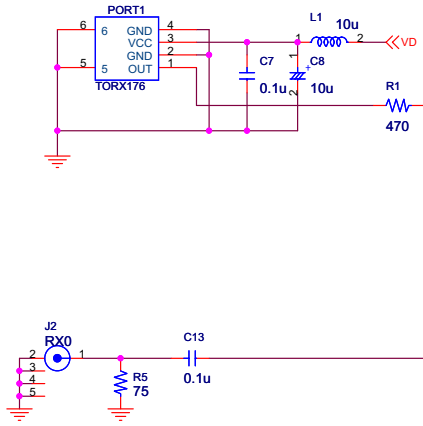 PORT1
6 6 GND 4
VCC 3
GND 2
5 5 OUT 1
TORX176
L1
10u
1 2 VD
C7
0.1u
1
+ C8
2 10u
R1
470
J2
RX0
2 1
3
4
5
C13
0.1u
R5
75